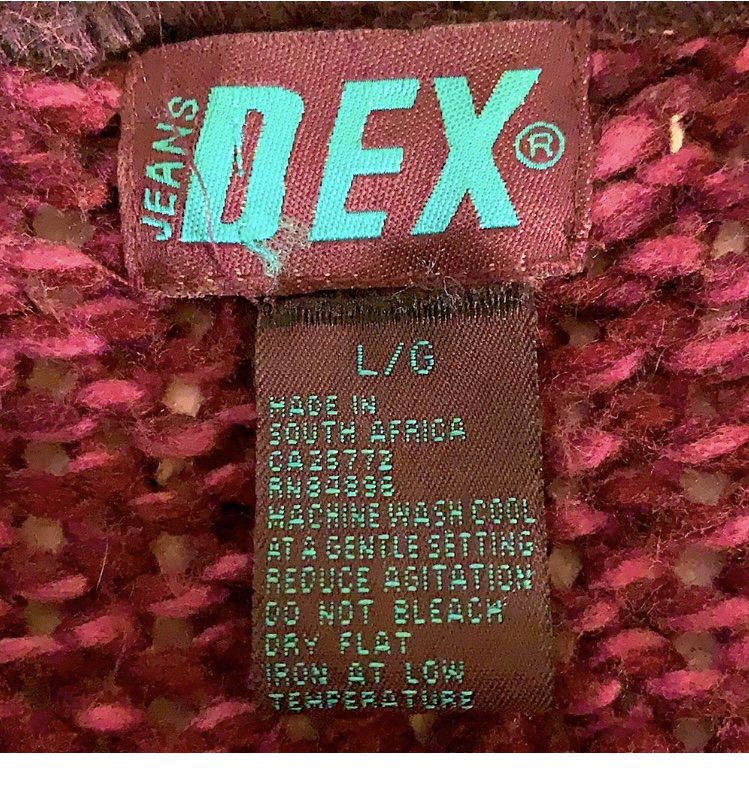 JEANS
DEX®
L/G
MADE IN
SOUTH AFRICA
CA25772
RN84896
MACHINE WASH COOL
AT A GENTLE SETTING
REDUCE AGITATION
DO NOT BLEACH
DRY FLAT
IRON AT LOW
TEMPERATURE